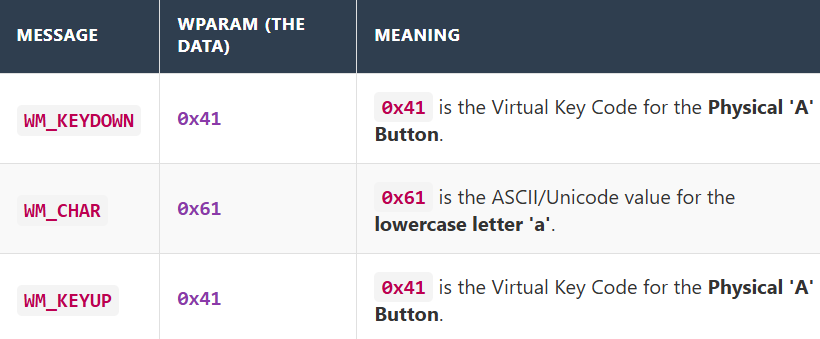 MESSAGE
WPARAM (THE
DATA)
MEANING
WM_KEYDOWN
0x41
0x41 is the Virtual Key Code for the Physical 'A'
Button.
WM_CHAR
0x61
0x61 is the ASCII/Unicode value for the
lowercase letter 'a'.
WM_KEYUP
0x41
0x41 is the Virtual Key Code for the Physical 'A'
Button.